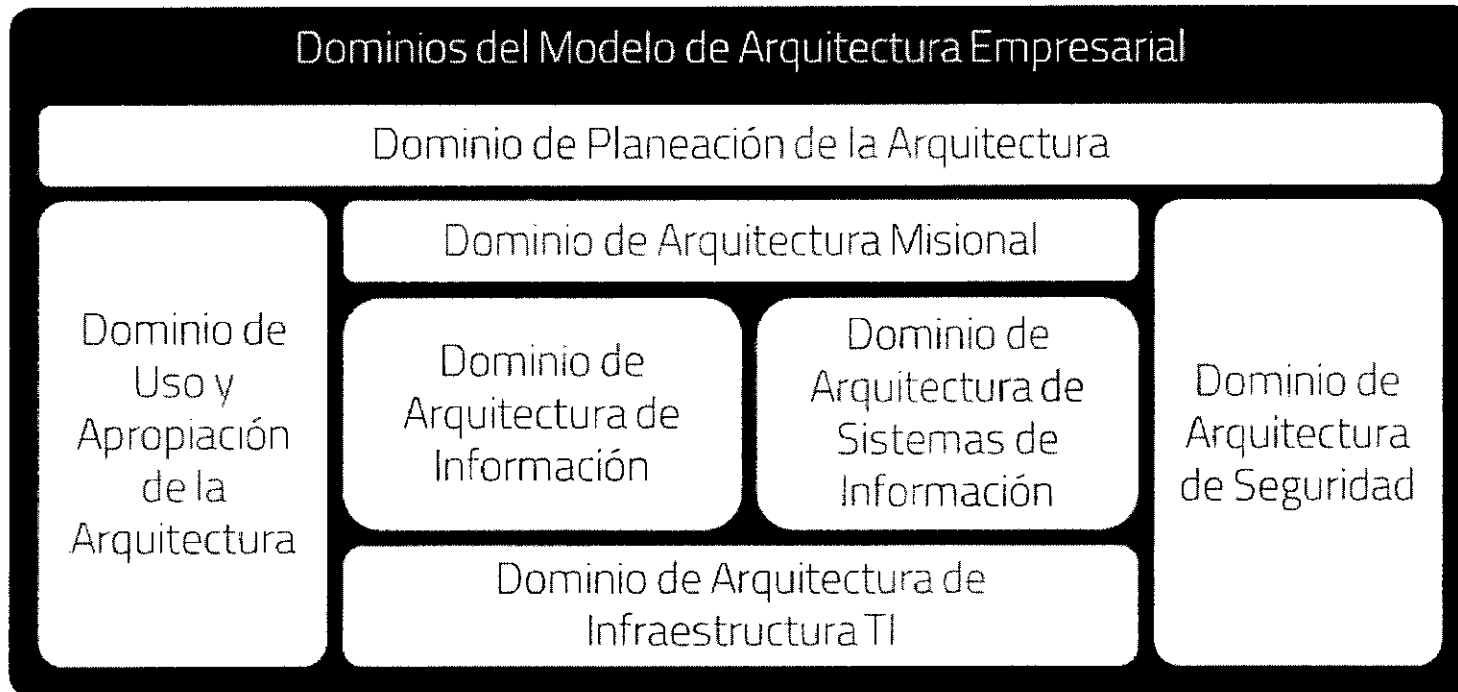 Dominios del Modelo de Arquitectura Empresarial
Dominio de Planeación de la Arquitectura
Dominio de
Uso y
Apropiación
de la
Arquitectura
Dominio de Arquitectura Misional
Dominio de
Arquitectura de
Información
Dominio de
Arquitectura de
Sistemas de
Información
Dominio de Arquitectura de
Infraestructura TI
Dominio de
Arquitectura
de Seguridad